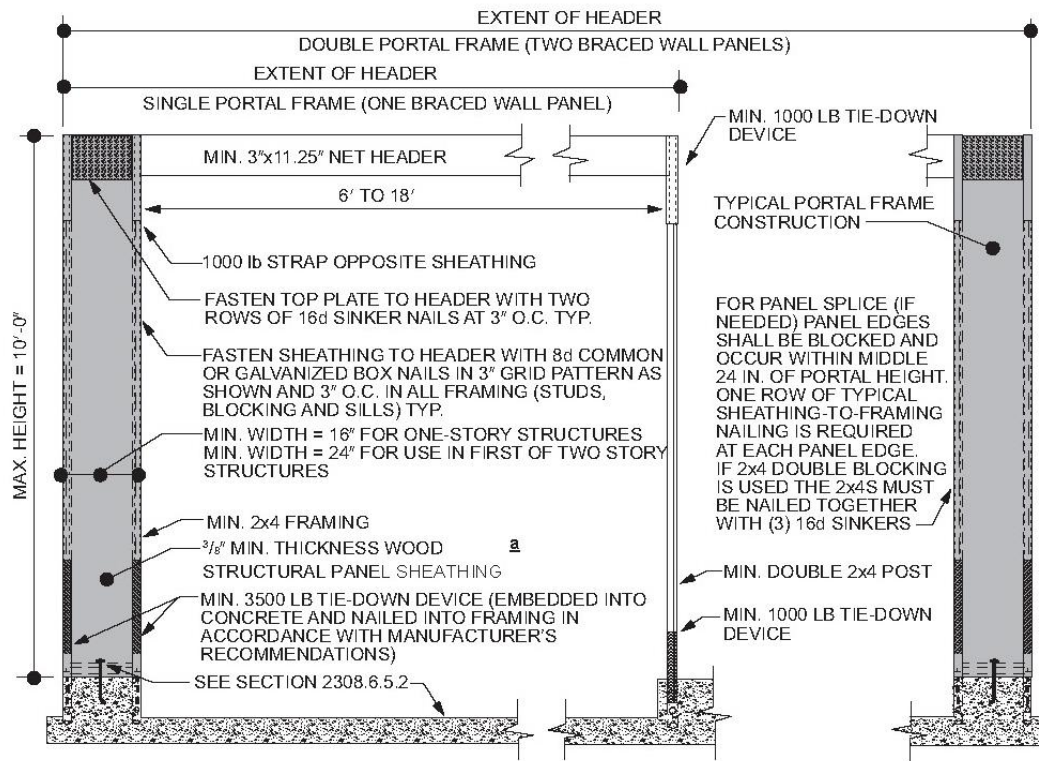 EXTENT OF HEADER
DOUBLE PORTAL FRAME (TWO BRACED WALL PANELS)
EXTENT OF HEADER
SINGLE PORTAL FRAME (ONE BRACED WALL PANEL)
MIN. 1000 LB TIE-DOWN
DEVICE
MIN. 3"x11.25" NET HEADER
6' TO 18'
TYPICAL PORTAL FRAME
CONSTRUCTION
1000 lb STRAP OPPOSITE SHEATHING
FASTEN TOP PLATE TO HEADER WITH TWO
ROWS OF 16d SINKER NAILS AT 3" O.C. TYP.
FASTEN SHEATHING TO HEADER WITH 8d COMMON
OR GALVANIZED BOX NAILS IN 3" GRID PATTERN AS
SHOWN AND 3" O.C. IN ALL FRAMING (STUDS,
BLOCKING AND SILLS) TYP.
MIN. WIDTH = 16" FOR ONE-STORY STRUCTURES
MIN. WIDTH = 24" FOR USE IN FIRST OF TWO STORY
STRUCTURES
MAX. HEIGHT = 10'-0"
FOR PANEL SPLICE (IF
NEEDED) PANEL EDGES
SHALL BE BLOCKED AND
OCCUR WITHIN MIDDLE
24 IN. OF PORTAL HEIGHT.
ONE ROW OF TYPICAL
SHEATHING-TO-FRAMING
NAILING IS REQUIRED
AT EACH PANEL EDGE.
IF 2x4 DOUBLE BLOCKING
IS USED THE 2x4S MUST
BE NAILED TOGETHER
WITH (3) 16d SINKERS
MIN. 2x4 FRAMING
3/8" MIN. THICKNESS WOOD a
STRUCTURAL PANEL SHEATHING
MIN. DOUBLE 2x4 POST
MIN. 3500 LB TIE-DOWN DEVICE (EMBEDDED INTO
CONCRETE AND NAILED INTO FRAMING IN
ACCORDANCE WITH MANUFACTURER'S
RECOMMENDATIONS)
MIN. 1000 LB TIE-DOWN
DEVICE
SEE SECTION 2308.6.5.2